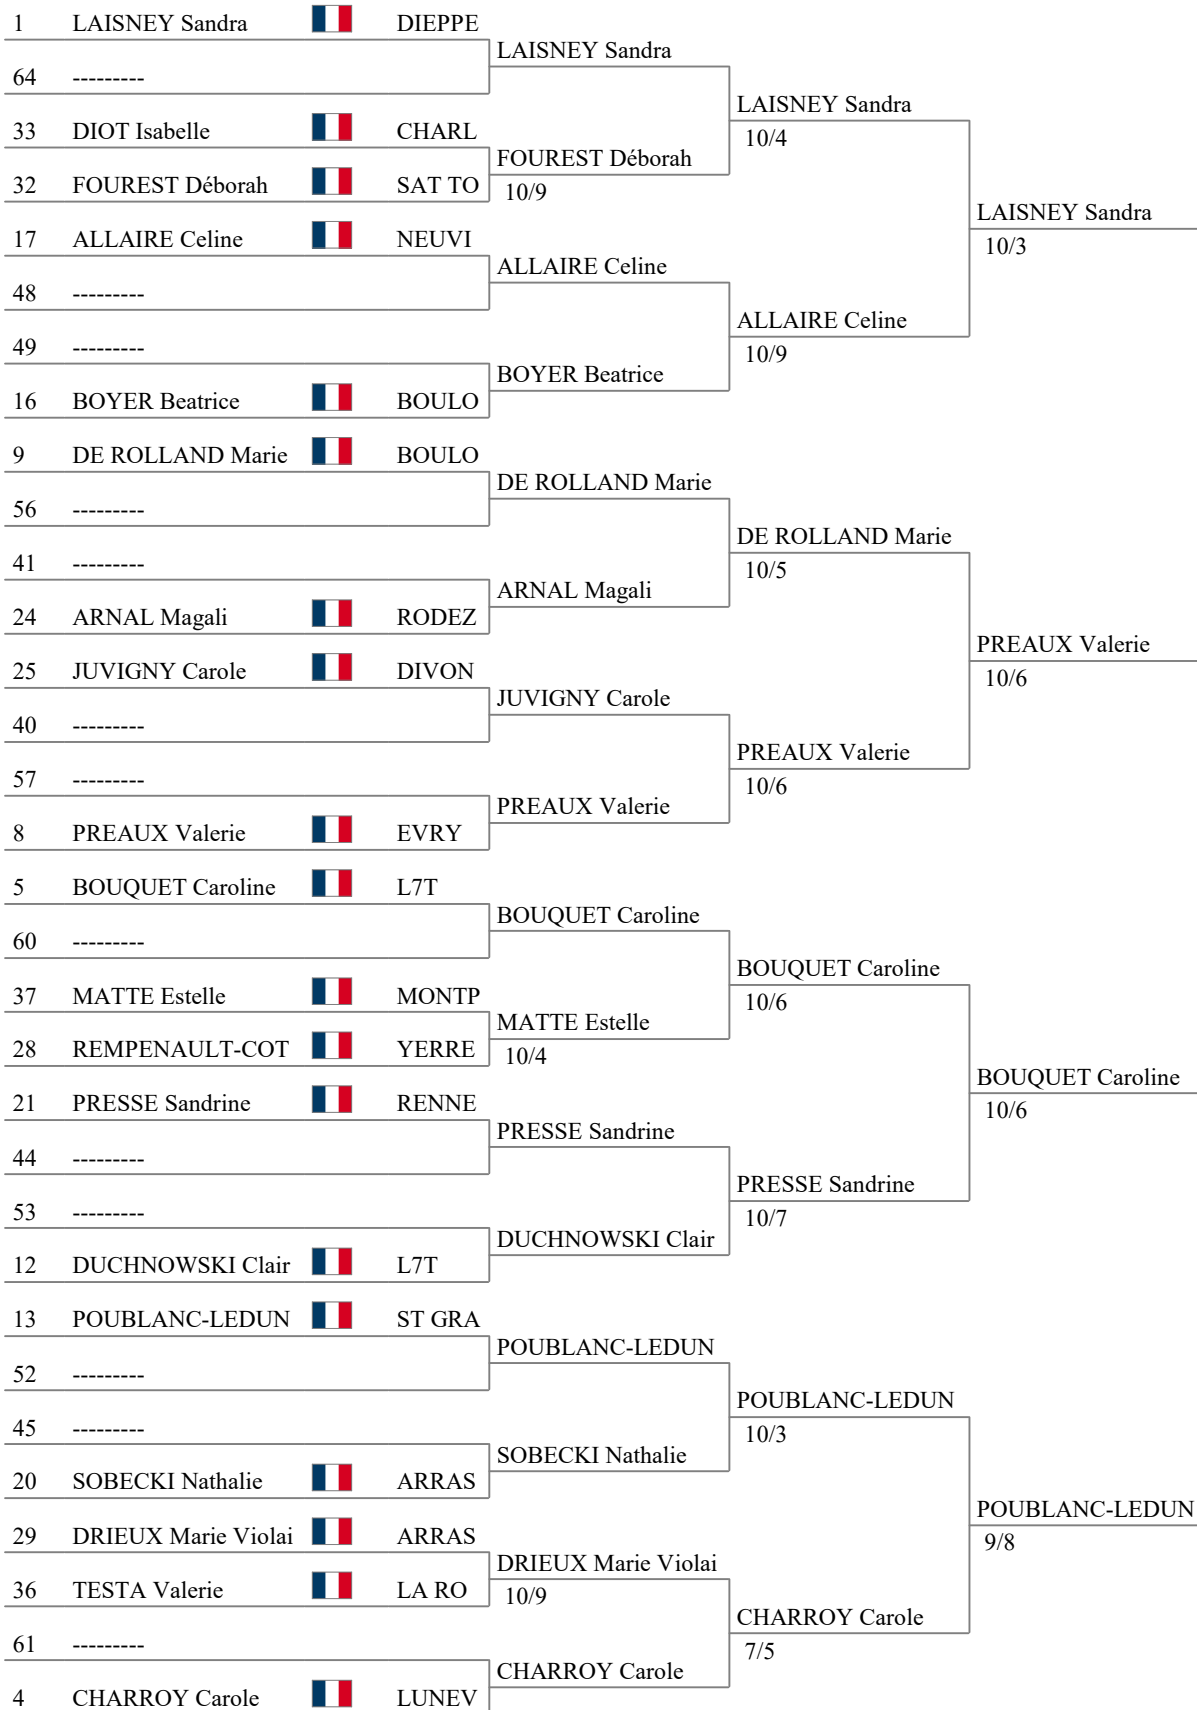 1 LAISNEY Sandra DIEPPE
LAISNEY Sandra
64 ---------
LAISNEY Sandra
10/4
33 DIOT Isabelle CHARL
FOUREST Déborah
10/9
32 FOUREST Déborah SAT TO
LAISNEY Sandra
10/3
17 ALLAIRE Celine NEUVI
ALLAIRE Celine
48 ---------
ALLAIRE Celine
10/9
49 ---------
BOYER Beatrice
16 BOYER Beatrice BOULO
9 DE ROLLAND Marie BOULO
DE ROLLAND Marie
56 ---------
DE ROLLAND Marie
10/5
41 ---------
ARNAL Magali
24 ARNAL Magali RODEZ
PREAUX Valerie
10/6
25 JUVIGNY Carole DIVON
JUVIGNY Carole
40 ---------
PREAUX Valerie
10/6
57 ---------
PREAUX Valerie
8 PREAUX Valerie EVRY
5 BOUQUET Caroline L7T
BOUQUET Caroline
60 ---------
BOUQUET Caroline
10/6
37 MATTE Estelle MONTP
MATTE Estelle
10/4
28 REMPENAULT-COT YERRE
BOUQUET Caroline
10/6
21 PRESSE Sandrine RENNE
PRESSE Sandrine
44 ---------
PRESSE Sandrine
10/7
53 ---------
DUCHNOWSKI Clair
12 DUCHNOWSKI Clair L7T
13 POUBLANC-LEDUN ST GRA
POUBLANC-LEDUN
52 ---------
POUBLANC-LEDUN
10/3
45 ---------
SOBECKI Nathalie
20 SOBECKI Nathalie ARRAS
POUBLANC-LEDUN
9/8
29 DRIEUX Marie Violai ARRAS
DRIEUX Marie Violai
10/9
36 TESTA Valerie LA RO
CHARROY Carole
7/5
61 ---------
CHARROY Carole
4 CHARROY Carole LUNEV